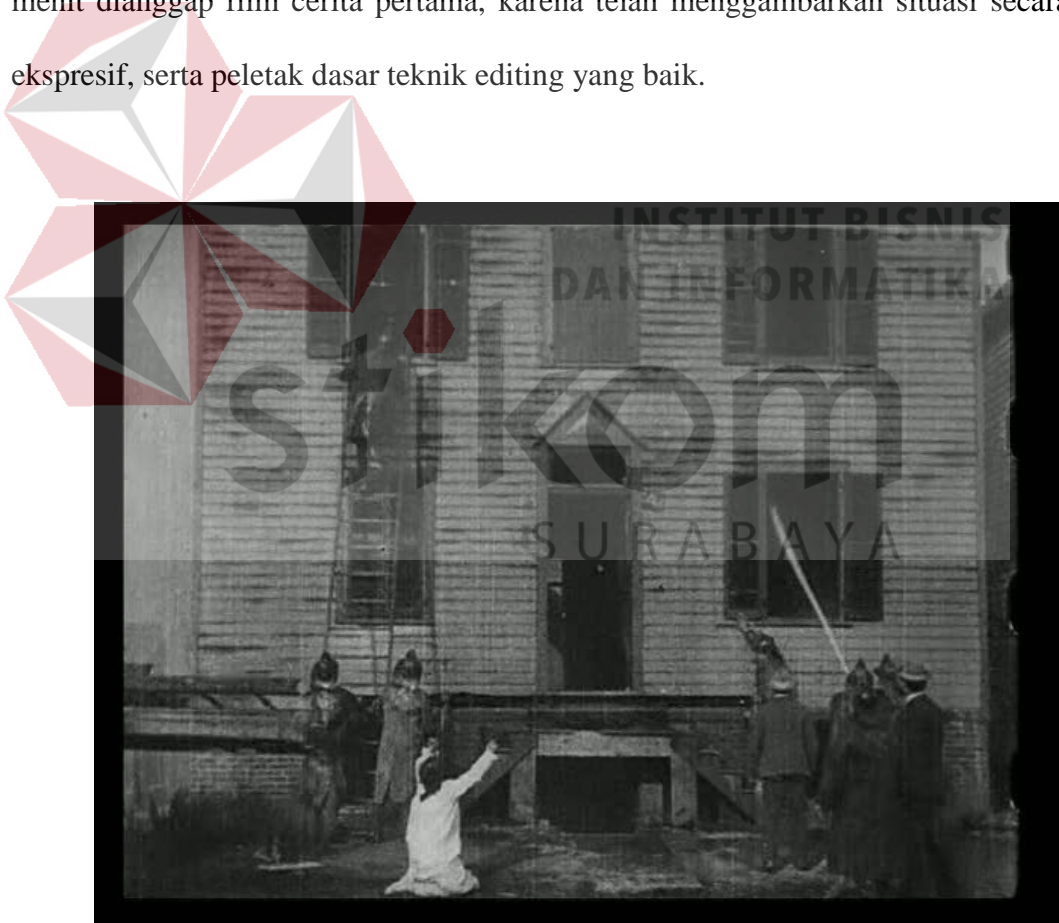 menit dianggap film cerita pertama, karena telah menggambarkan situasi secara
ekspresif, serta peletak dasar teknik editing yang baik.
INSTITUT BISNIS
DAN INFORMATIKA
stikom
SURABAYA